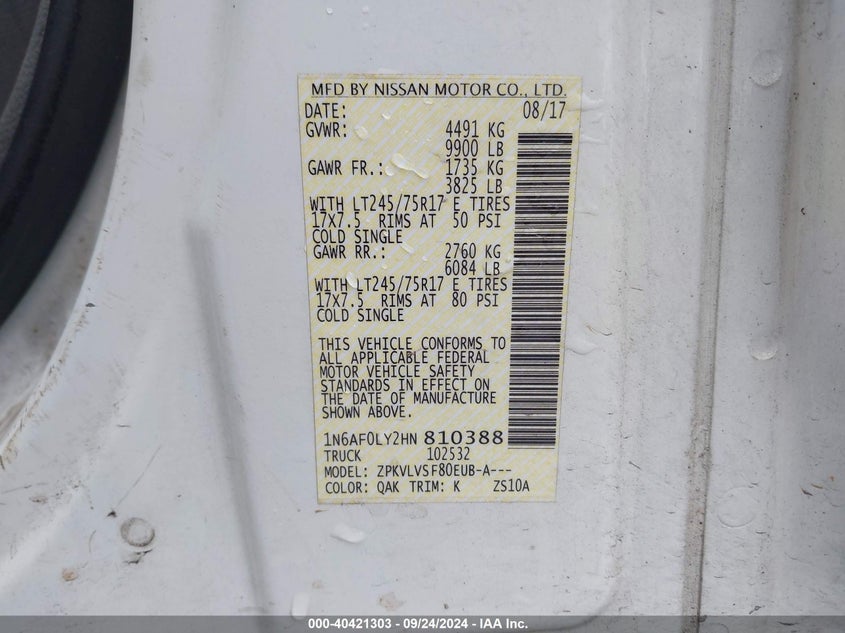 MFD BY NISSAN MOTOR CO., LTD.
DATE: 08/17
GVWR: 4491 KG
9900 LB
GAWR FR.: 1735 KG
3825 LB
WITH LT245/75R17 E TIRES
17X7.5 RIMS AT 50 PSI
COLD SINGLE
GAWR RR.: 2760 KG
6084 LB
WITH LT245/75R17 E TIRES
17X7.5 RIMS AT 80 PSI
COLD SINGLE
THIS VEHICLE CONFORMS TO
ALL APPLICABLE FEDERAL
MOTOR VEHICLE SAFETY
STANDARDS IN EFFECT ON
THE DATE OF MANUFACTURE
SHOWN ABOVE.
1N6AF0LY2HN 810388
TRUCK 102532
MODEL: ZPKVLVSF80EUB-A---
COLOR: QAK TRIM: K ZS10A
000-40421303 - 09/24/2024 - IAA Inc.